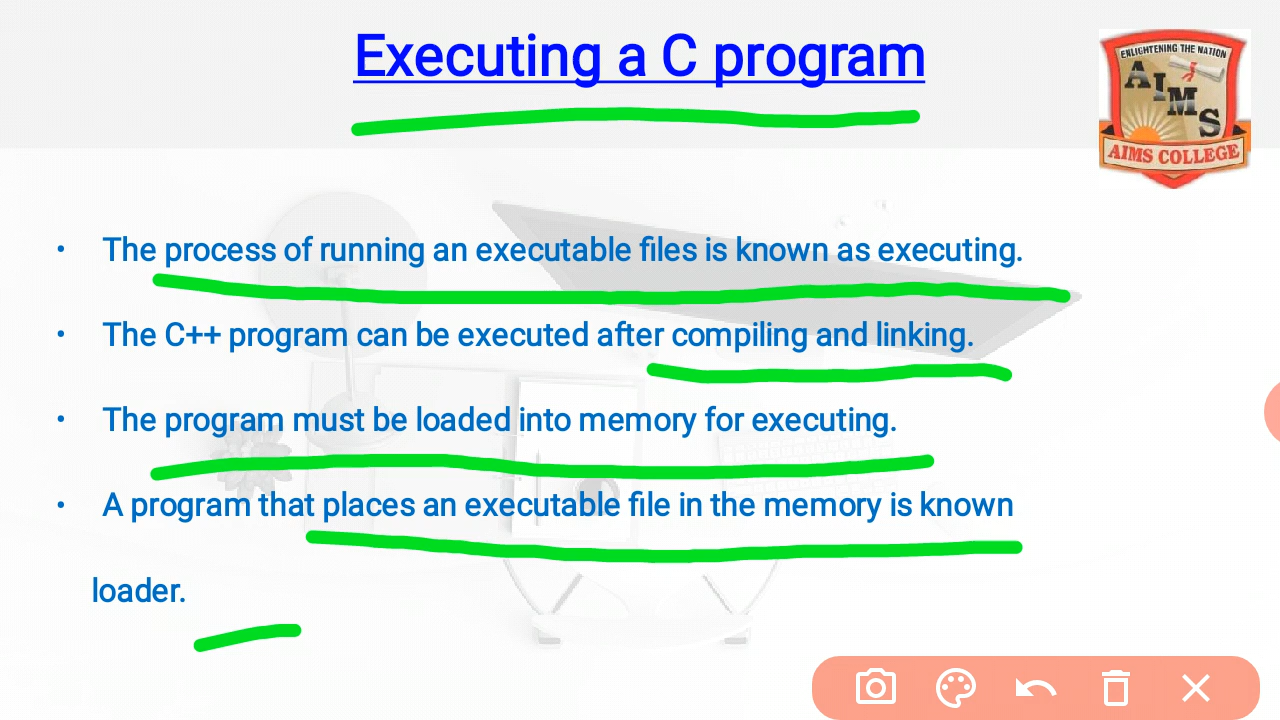 Executing a C program
ENLIGHTENING THE NATION
AIMS
AIMS COLLEGE
• The process of running an executable files is known as executing.
• The C++ program can be executed after compiling and linking.
• The program must be loaded into memory for executing.
• A program that places an executable file in the memory is known
loader.